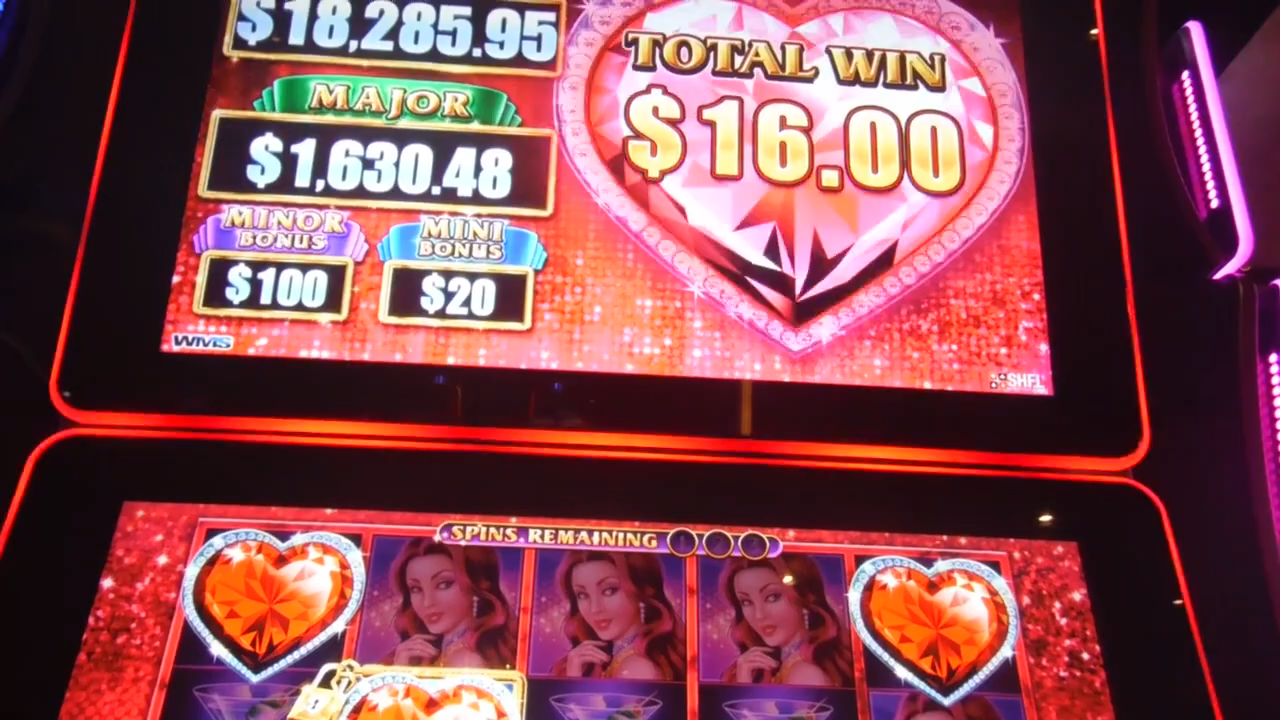 $18,285.95
MAJOR
$1,630.48
MINOR
BONUS
$100
MINI
BONUS
$20
TOTAL WIN
$16.00
WMS
SHFL
SPINS REMAINING